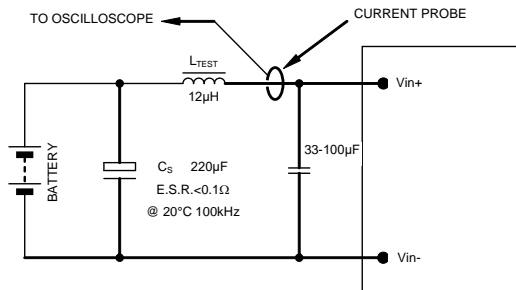 TO OSCILLOSCOPE
CURRENT PROBE
LTEST
12µH
Vin+
33-100µF
CS 220µF
E.S.R.<0.1Ω
@ 20°C 100kHz
BATTERY
Vin-